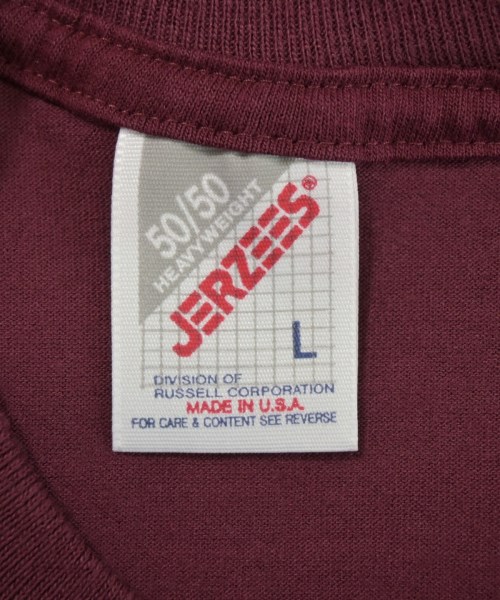 50/50
HEAVYWEIGHT
JERZEES®
L
DIVISION OF
RUSSELL CORPORATION
MADE IN U.S.A.
FOR CARE & CONTENT SEE REVERSE